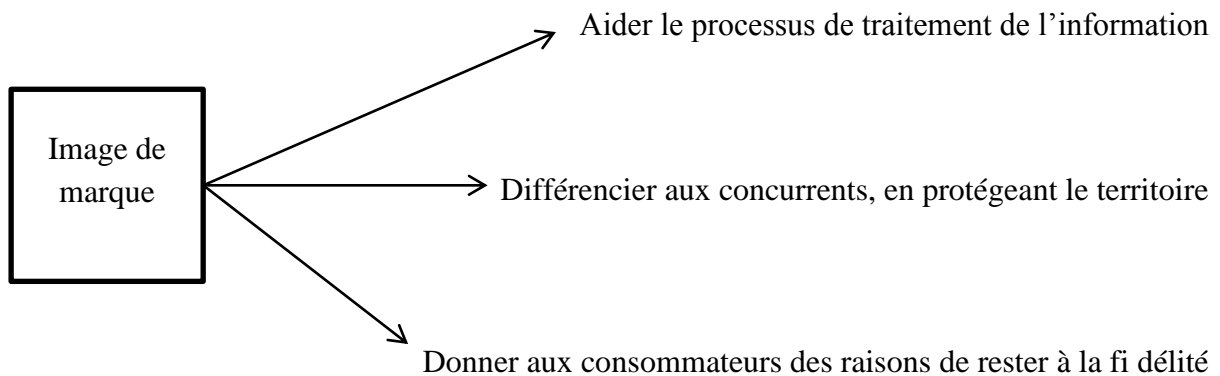 Aider le processus de traitement de l’information
Image de
marque
Différencier aux concurrents, en protégeant le territoire
Donner aux consommateurs des raisons de rester à la fi délité